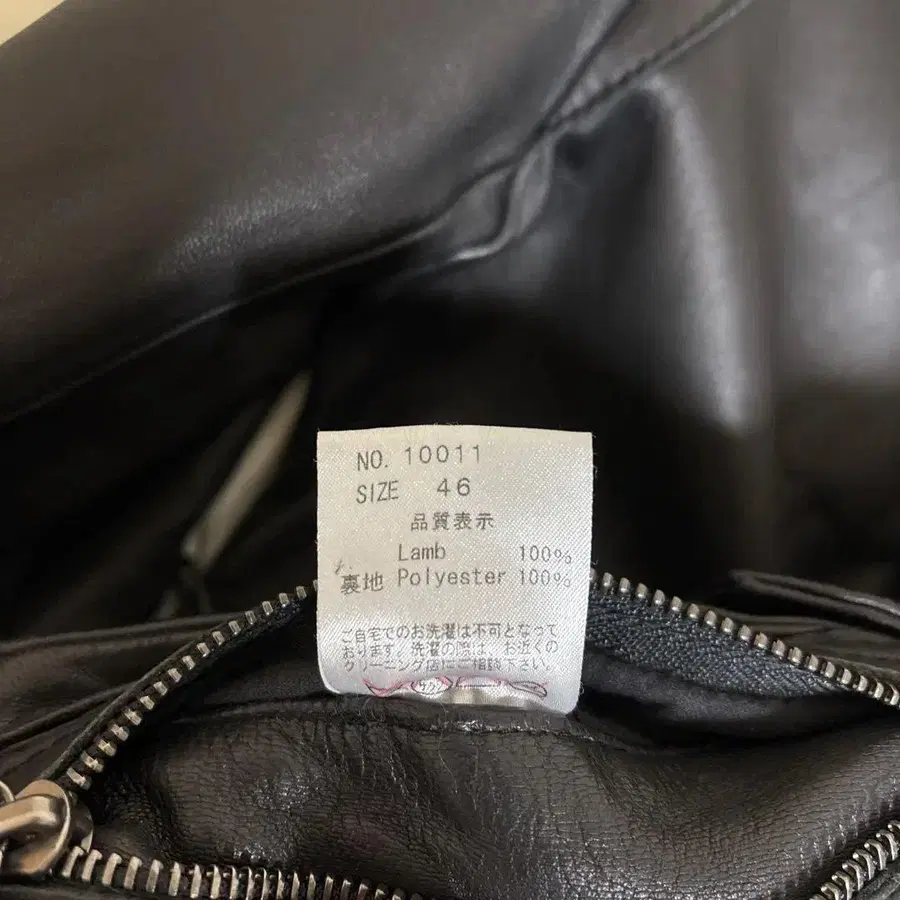 NO. 10011
SIZE 46
品質表示
Lamb 100%
裏地 Polyester 100%
ご自宅でのお洗濯は不可となって
おります。洗濯の際は、お近くの
クリーニング店にご相談下さい。